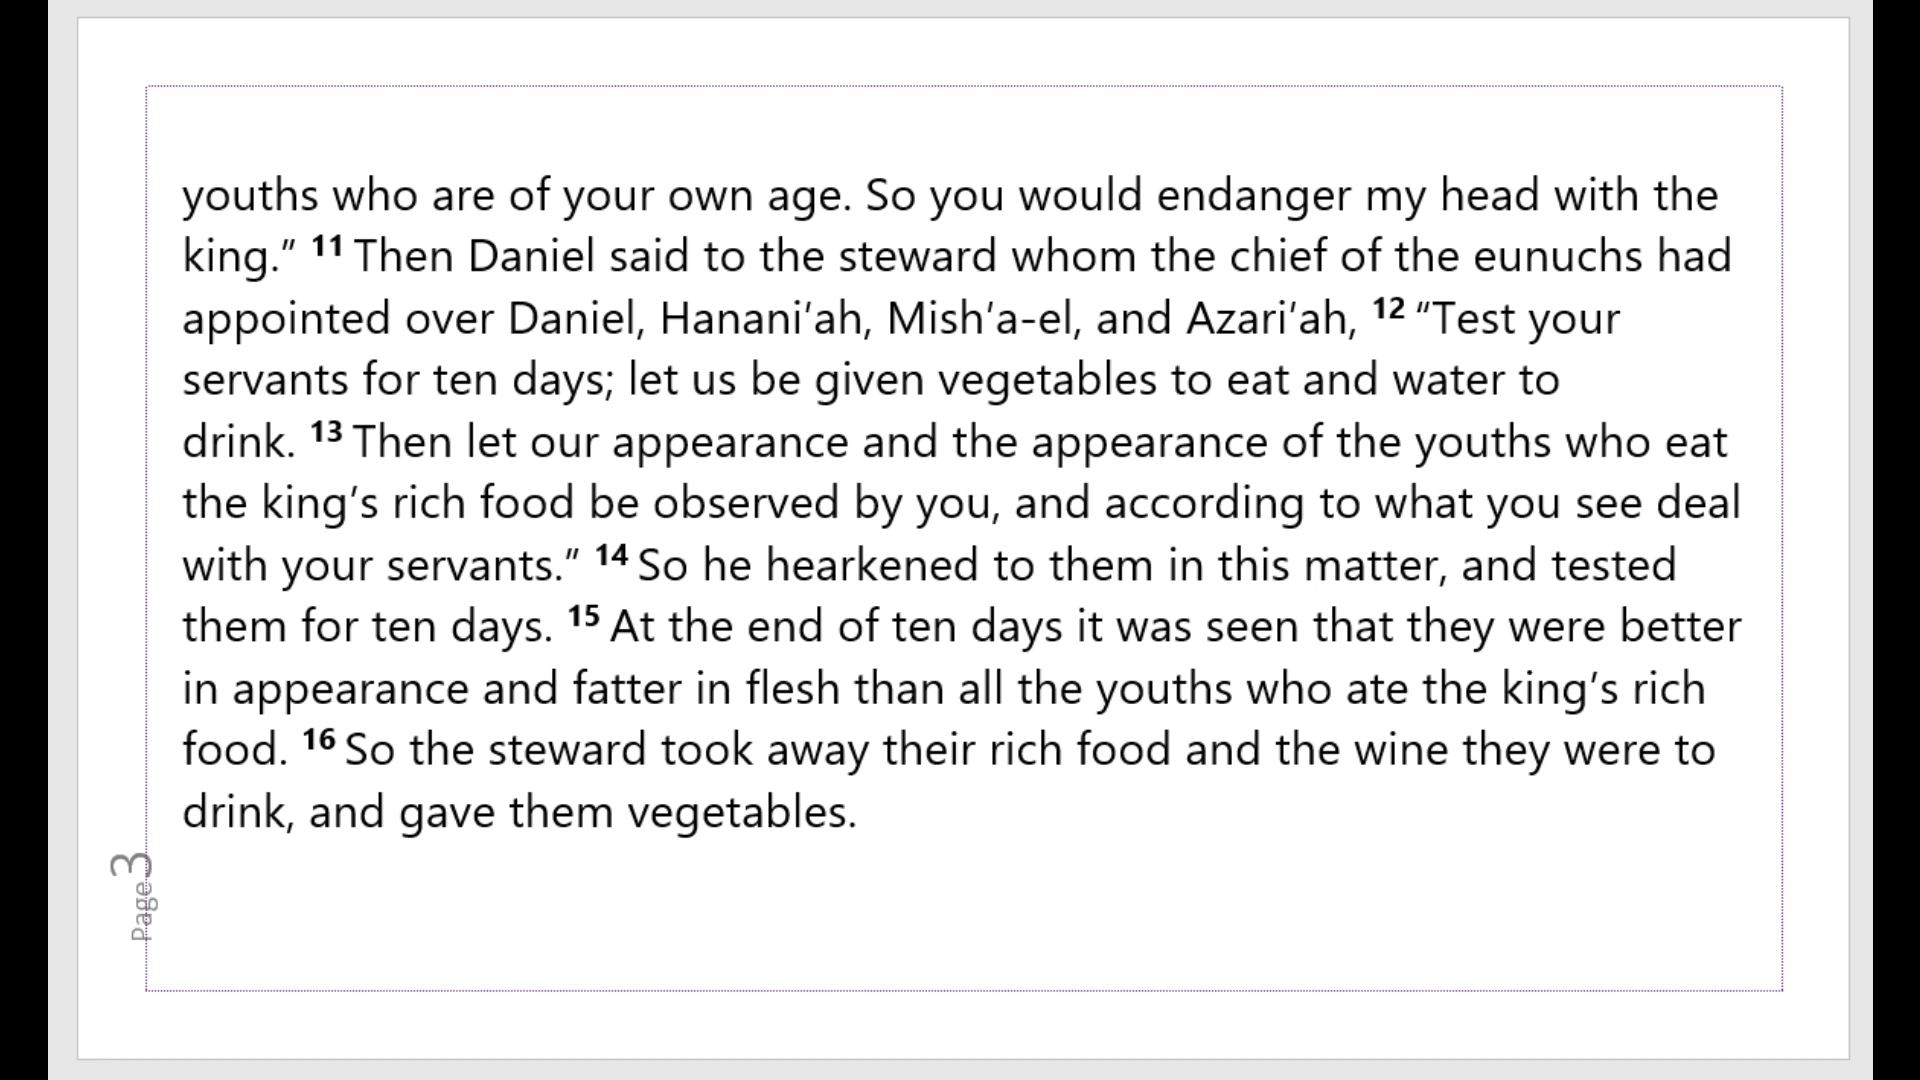 youths who are of your own age. So you would endanger my head with the
king.” 11 Then Daniel said to the steward whom the chief of the eunuchs had
appointed over Daniel, Hanani′ah, Mish′a-el, and Azari′ah, 12 “Test your
servants for ten days; let us be given vegetables to eat and water to
drink. 13 Then let our appearance and the appearance of the youths who eat
the king’s rich food be observed by you, and according to what you see deal
with your servants.” 14 So he hearkened to them in this matter, and tested
them for ten days. 15 At the end of ten days it was seen that they were better
in appearance and fatter in flesh than all the youths who ate the king’s rich
food. 16 So the steward took away their rich food and the wine they were to
drink, and gave them vegetables.
Page 3